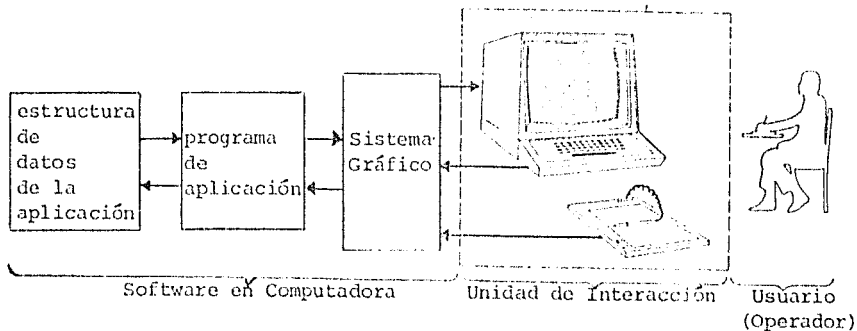 estructura
de
datos
de la
aplicación
programa
de
aplicación
Sistema
Gráfico
Software en Computadora
Unidad de Interacción
Usuario
(Operador)